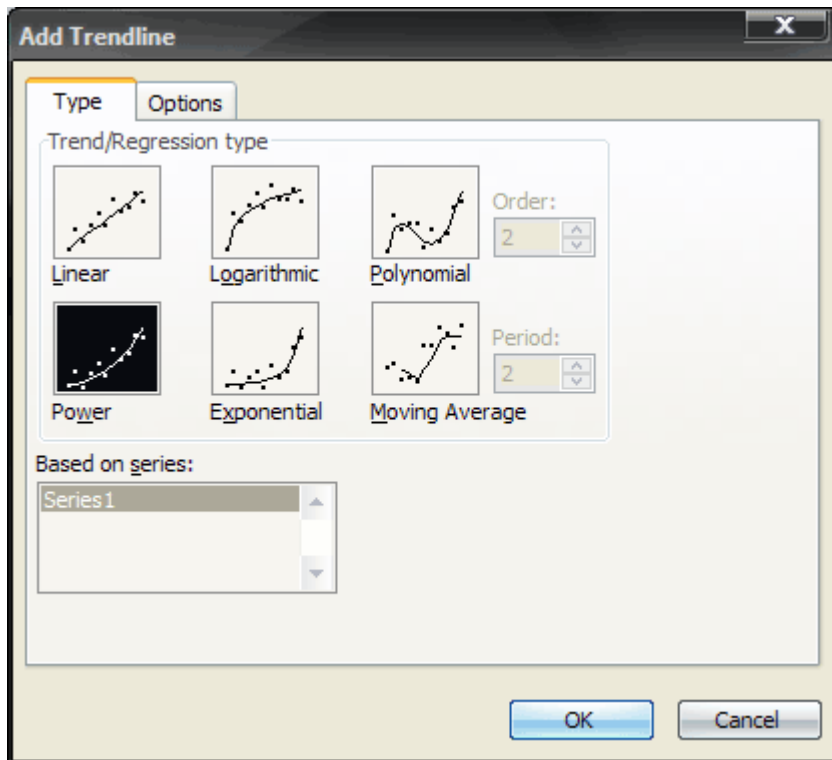 Add Trendline
X
Type Options
Trend/Regression type
Order:
2
Linear Logarithmic Polynomial
Period:
2
Power Exponential Moving Average
Based on series:
Series1
OK Cancel